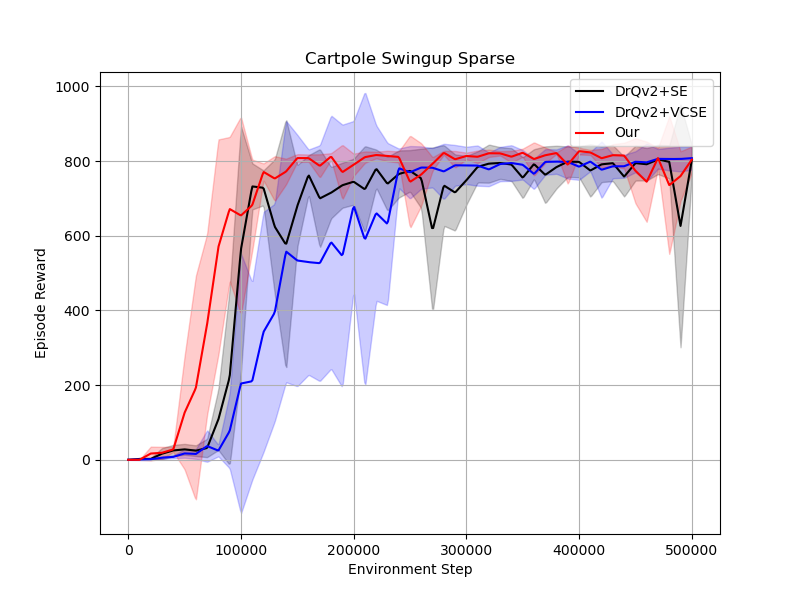 Cartpole Swingup Sparse
1000
800
600
400
200
0
Episode Reward
DrQv2+SE
DrQv2+VCSE
Our
0 100000 200000 300000 400000 500000
Environment Step